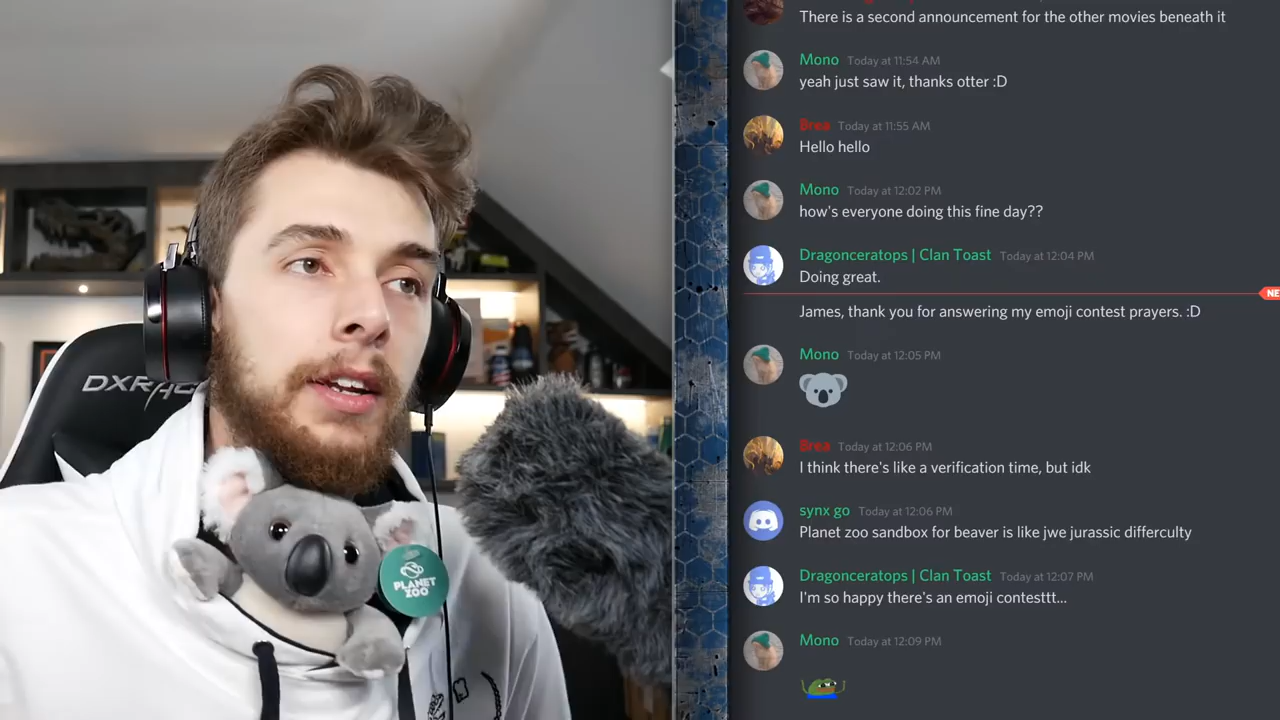 DXRA
PLANET
ZOO
There is a second announcement for the other movies beneath it
Mono Today at 11:54 AM
yeah just saw it, thanks otter :D
Brea Today at 11:55 AM
Hello hello
Mono Today at 12:02 PM
how's everyone doing this fine day??
Dragonceratops | Clan Toast Today at 12:04 PM
Doing great.
NE
James, thank you for answering my emoji contest prayers. :D
Mono Today at 12:05 PM
Brea Today at 12:06 PM
I think there's like a verification time, but idk
synx go Today at 12:06 PM
Planet zoo sandbox for beaver is like jwe jurassic differculty
Dragonceratops | Clan Toast Today at 12:07 PM
I'm so happy there's an emoji contesttt...
Mono Today at 12:09 PM